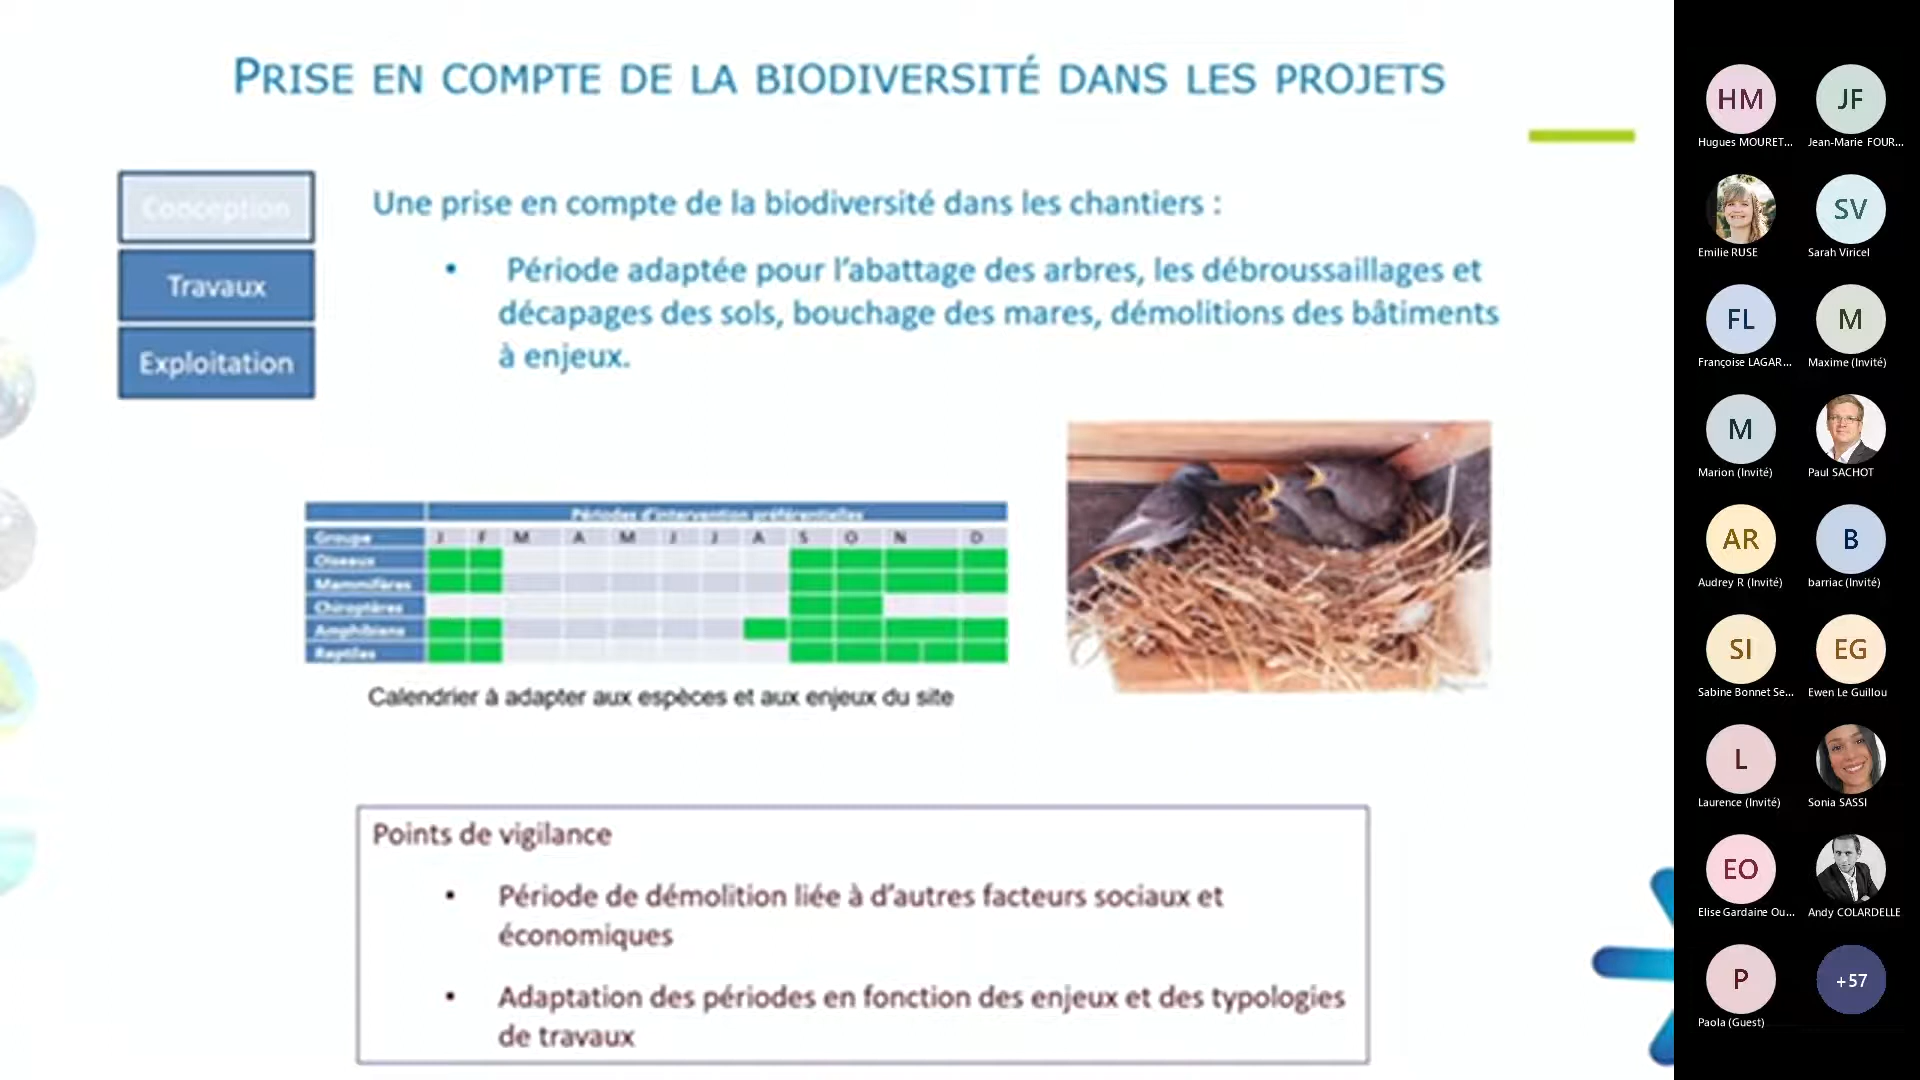 PRISE EN COMPTE DE LA BIODIVERSITÉ DANS LES PROJETS
Conception
Travaux
Exploitation
Une prise en compte de la biodiversité dans les chantiers :
• Période adaptée pour l'abattage des arbres, les débroussaillages et
décapages des sols, bouchage des mares, démolitions des bâtiments
à enjeux.
Périodes d'intervention préférentielles
Groupe J F M A M J J A S O N D
Oiseaux
Mammifères
Chiroptères
Amphibiens
Reptiles
Calendrier à adapter aux espèces et aux enjeux du site
Points de vigilance
• Période de démolition liée à d'autres facteurs sociaux et
économiques
• Adaptation des périodes en fonction des enjeux et des typologies
de travaux
HM JF
Hugues MOURET... Jean-Marie FOUR...
SV
Emilie RUSE Sarah Viricel
FL M
Françoise LAGAR... Maxime (Invité)
M
Marion (Invité) Paul SACHOT
AR B
Audrey R (Invité) barriac (Invité)
SI EG
Sabine Bonnet Se... Ewen Le Guillou
L
Laurence (Invité) Sonia SASSI
EO
Elise Gardaine Ou... Andy COLARDELLE
P +57
Paola (Guest)